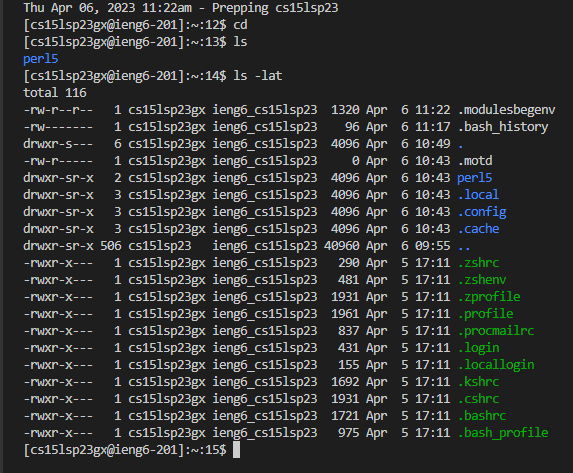 Thu Apr 06, 2023 11:22am - Prepping cs15lsp23
[cs15lsp23gx@ieng6-201]:~:12$ cd
[cs15lsp23gx@ieng6-201]:~:13$ ls
perl5
[cs15lsp23gx@ieng6-201]:~:14$ ls -lat
total 116
-rw-r--r--   1 cs15lsp23gx ieng6_cs15lsp23  1320 Apr  6 11:22 .modulesbegenv
-rw-------   1 cs15lsp23gx ieng6_cs15lsp23    96 Apr  6 11:17 .bash_history
drwxr-s---   6 cs15lsp23gx ieng6_cs15lsp23  4096 Apr  6 10:49 .
-rw-r-----   1 cs15lsp23gx ieng6_cs15lsp23     0 Apr  6 10:43 .motd
drwxr-sr-x   2 cs15lsp23gx ieng6_cs15lsp23  4096 Apr  6 10:43 perl5
drwxr-sr-x   3 cs15lsp23gx ieng6_cs15lsp23  4096 Apr  6 10:43 .local
drwxr-sr-x   3 cs15lsp23gx ieng6_cs15lsp23  4096 Apr  6 10:43 .config
drwxr-sr-x   3 cs15lsp23gx ieng6_cs15lsp23  4096 Apr  6 10:43 .cache
drwxr-sr-x 506 cs15lsp23   ieng6_cs15lsp23 40960 Apr  6 09:55 ..
-rwxr-x---   1 cs15lsp23gx ieng6_cs15lsp23   290 Apr  5 17:11 .zshrc
-rwxr-x---   1 cs15lsp23gx ieng6_cs15lsp23   481 Apr  5 17:11 .zshenv
-rwxr-x---   1 cs15lsp23gx ieng6_cs15lsp23  1931 Apr  5 17:11 .zprofile
-rwxr-x---   1 cs15lsp23gx ieng6_cs15lsp23  1961 Apr  5 17:11 .profile
-rwxr-x---   1 cs15lsp23gx ieng6_cs15lsp23   837 Apr  5 17:11 .procmailrc
-rwxr-x---   1 cs15lsp23gx ieng6_cs15lsp23   431 Apr  5 17:11 .login
-rwxr-x---   1 cs15lsp23gx ieng6_cs15lsp23   155 Apr  5 17:11 .locallogin
-rwxr-x---   1 cs15lsp23gx ieng6_cs15lsp23  1692 Apr  5 17:11 .kshrc
-rwxr-x---   1 cs15lsp23gx ieng6_cs15lsp23  1931 Apr  5 17:11 .cshrc
-rwxr-x---   1 cs15lsp23gx ieng6_cs15lsp23  1721 Apr  5 17:11 .bashrc
-rwxr-x---   1 cs15lsp23gx ieng6_cs15lsp23   975 Apr  5 17:11 .bash_profile
[cs15lsp23gx@ieng6-201]:~:15$